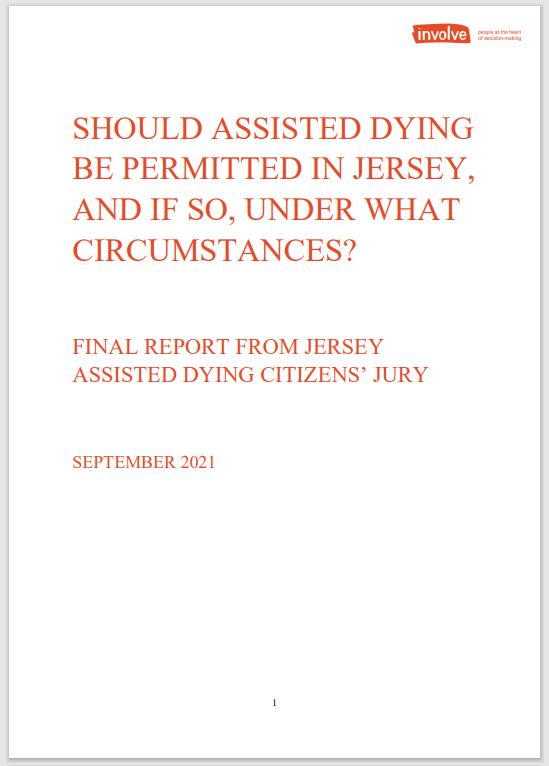 involve
people at the heart
of decision-making
SHOULD ASSISTED DYING
BE PERMITTED IN JERSEY,
AND IF SO, UNDER WHAT
CIRCUMSTANCES?
FINAL REPORT FROM JERSEY
ASSISTED DYING CITIZENS’ JURY
SEPTEMBER 2021
1